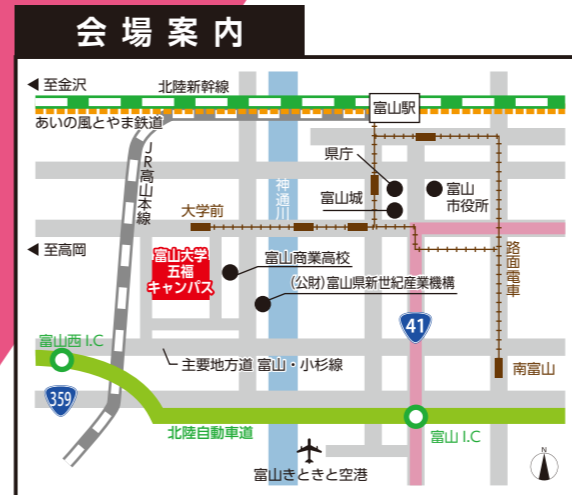 会場案内
◀至金沢
北陸新幹線
富山駅
あいの風とやま鉄道
JR高山本線
県庁
神通川
富山城
富山
市役所
大学前
◀至高岡
富山大学
五福
キャンパス
富山商業高校
(公財)富山県新世紀産業機構
路面電車
41
富山西 I.C
主要地方道 富山・小杉線
南富山
359
北陸自動車道
富山 I.C
富山きときと空港
N